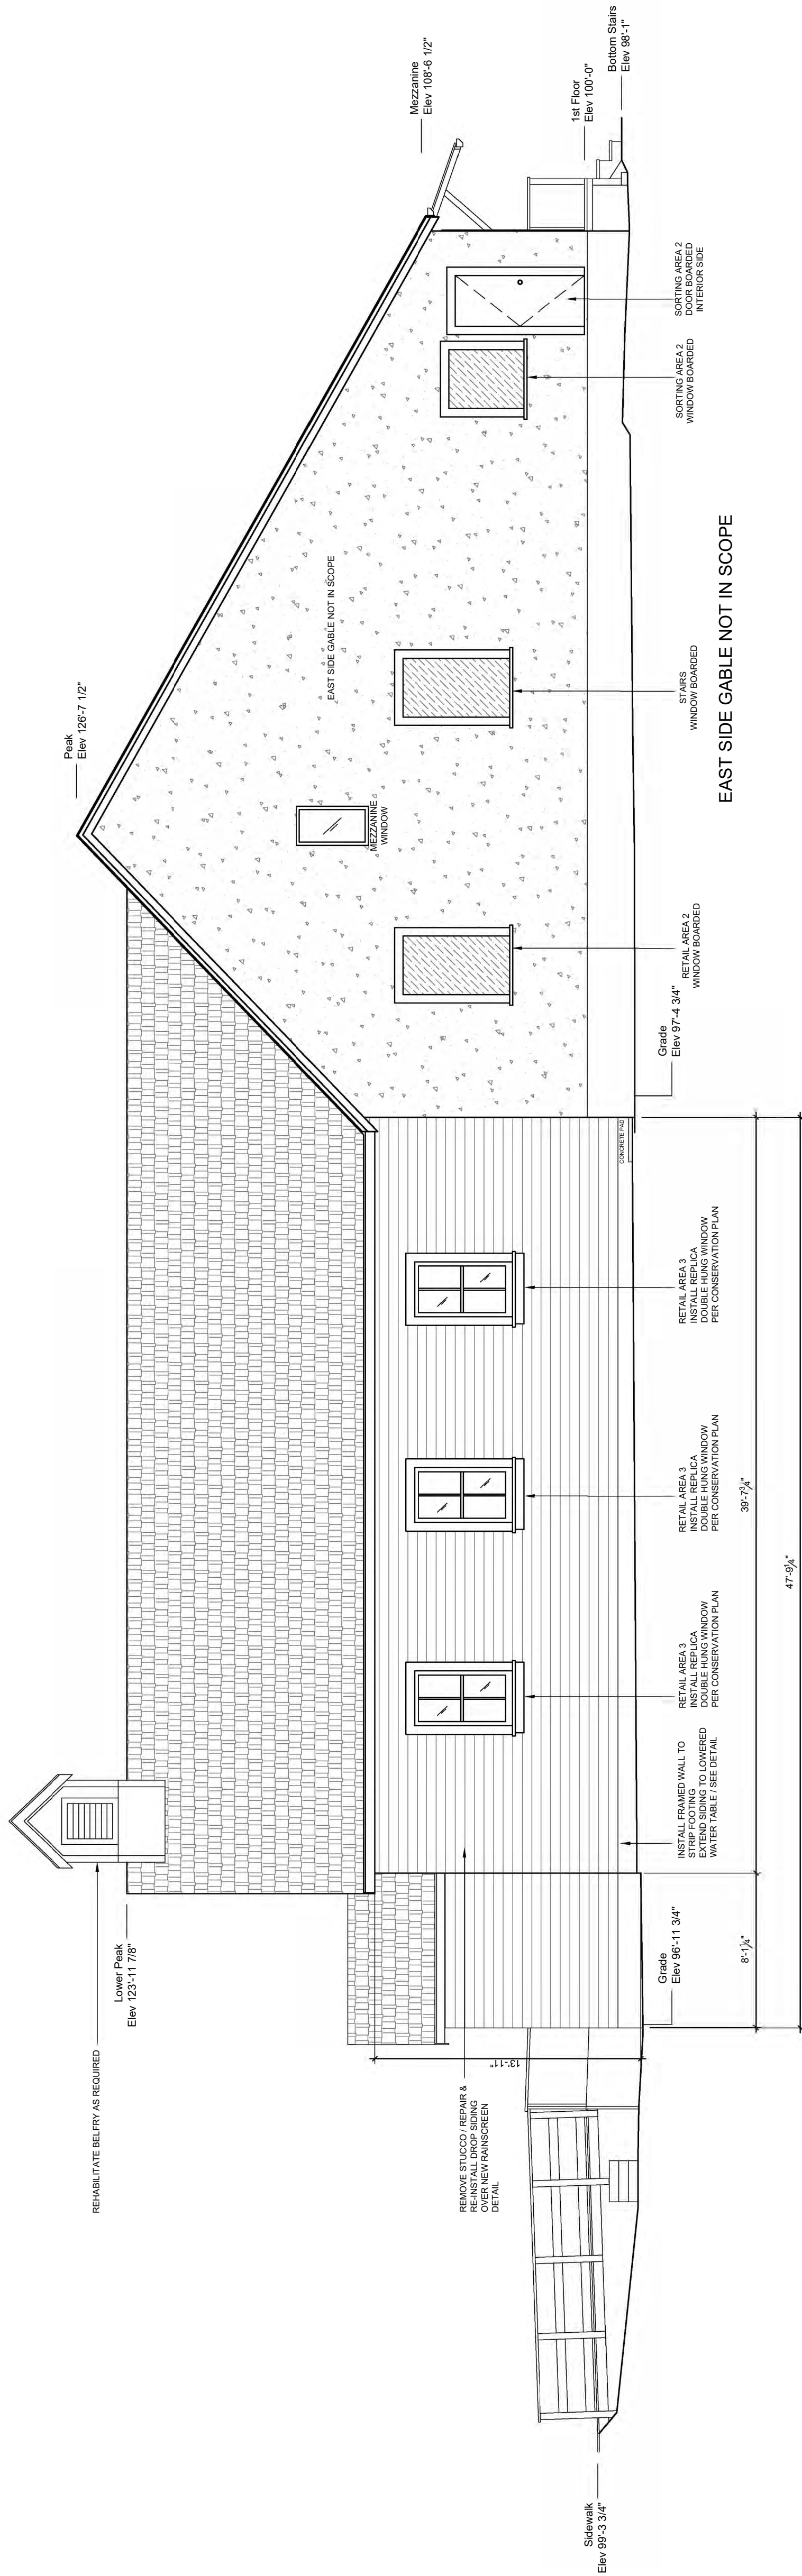 REHABILITATE BELFRY AS REQUIRED
Lower Peak
Elev 123'-11 7/8"
Peak
Elev 126'-7 1/2"
Mezzanine
Elev 108'-6 1/2"
1st Floor
Elev 100'-0"
Bottom Stairs
Elev 98'-1"
EAST SIDE GABLE NOT IN SCOPE
MEZZANINE
WINDOW
REMOVE STUCCO / REPAIR &
RE-INSTALL DROP SIDING
OVER NEW RAINSCREEN
DETAIL
13'-11"
CONCRETE PAD
Sidewalk
Elev 99'-3 3/4"
Grade
Elev 96'-11 3/4"
INSTALL FRAMED WALL TO
STRIP FOOTING
EXTEND SIDING TO LOWERED
WATER TABLE / SEE DETAIL
RETAIL AREA 3
INSTALL REPLICA
DOUBLE HUNG WINDOW
PER CONSERVATION PLAN
RETAIL AREA 3
INSTALL REPLICA
DOUBLE HUNG WINDOW
PER CONSERVATION PLAN
RETAIL AREA 3
INSTALL REPLICA
DOUBLE HUNG WINDOW
PER CONSERVATION PLAN
Grade
Elev 97'-4 3/4"
RETAIL AREA 2
WINDOW BOARDED
STAIRS
WINDOW BOARDED
SORTING AREA 2
WINDOW BOARDED
SORTING AREA 2
DOOR BOARDED
INTERIOR SIDE
EAST SIDE GABLE NOT IN SCOPE
8'-1¼"
39'-7¾"
47'-9¼"